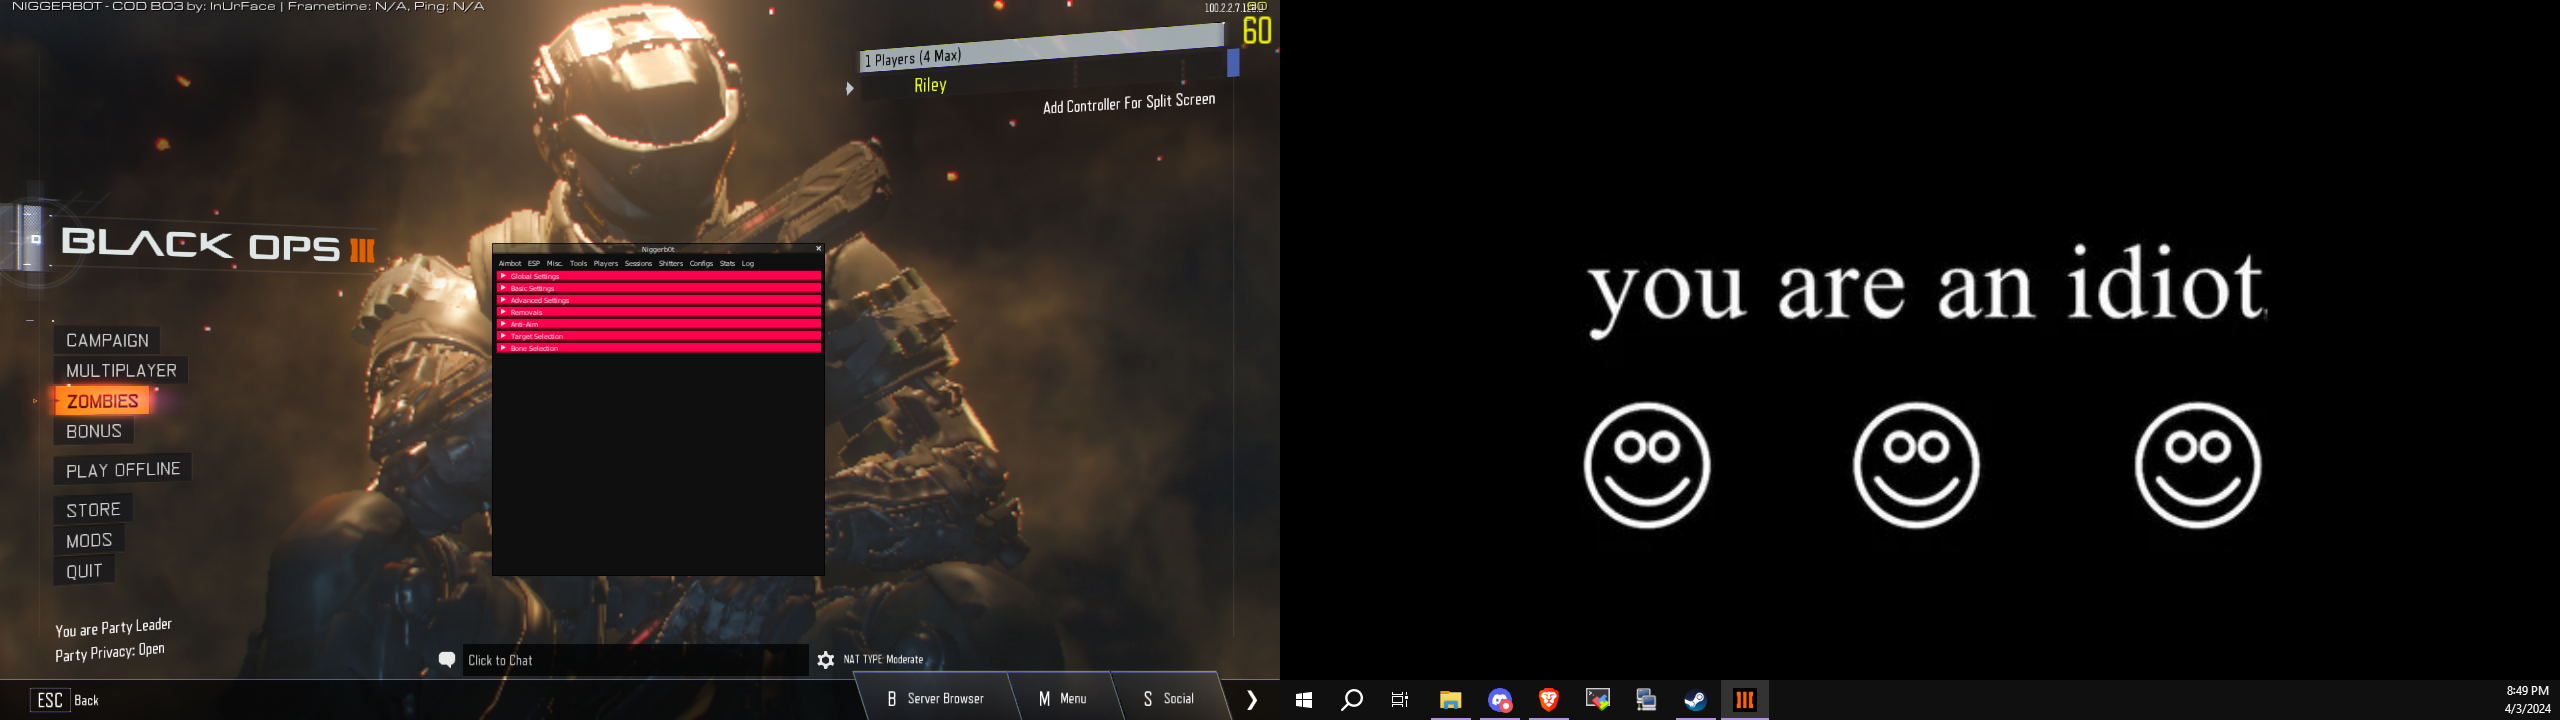 NIGGERBOT - COD BO3 by: InUrFace | Frametime: N/A, Ping: N/A
60
1 Players (4 Max)
Riley
Add Controller For Split Screen
BLACK OPS III
Niggerb0t
Aimbot ESP Misc. Tools Players Sessions Shitters Configs Stats Log
Global Settings
Basic Settings
Advanced Settings
Removals
Anti-Aim
Target Selection
Bone Selection
CAMPAIGN
MULTIPLAYER
ZOMBIES
BONUS
PLAY OFFLINE
STORE
MODS
QUIT
You are Party Leader
Party Privacy: Open
Click to Chat
NAT TYPE: Moderate
ESC Back
B Server Browser
M Menu
S Social
you are an idiot
8:49 PM
4/3/2024